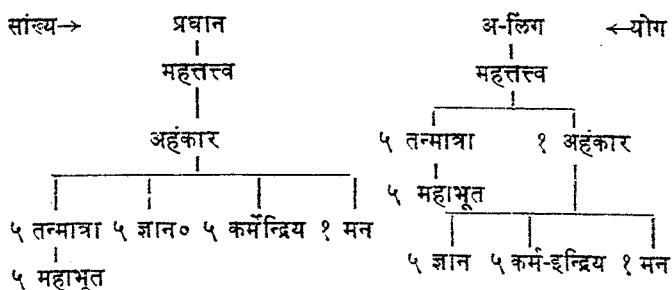 सांख्य→ प्रधान अ-लिंग ←योग
महत्तत्त्व महत्तत्त्व
अहंकार ५ तन्मात्रा १ अहंकार
५ महाभूत
५ तन्मात्रा ५ ज्ञान० ५ कर्मेन्द्रिय १ मन
५ ज्ञान ५ कर्म-इन्द्रिय १ मन
५ महाभूत